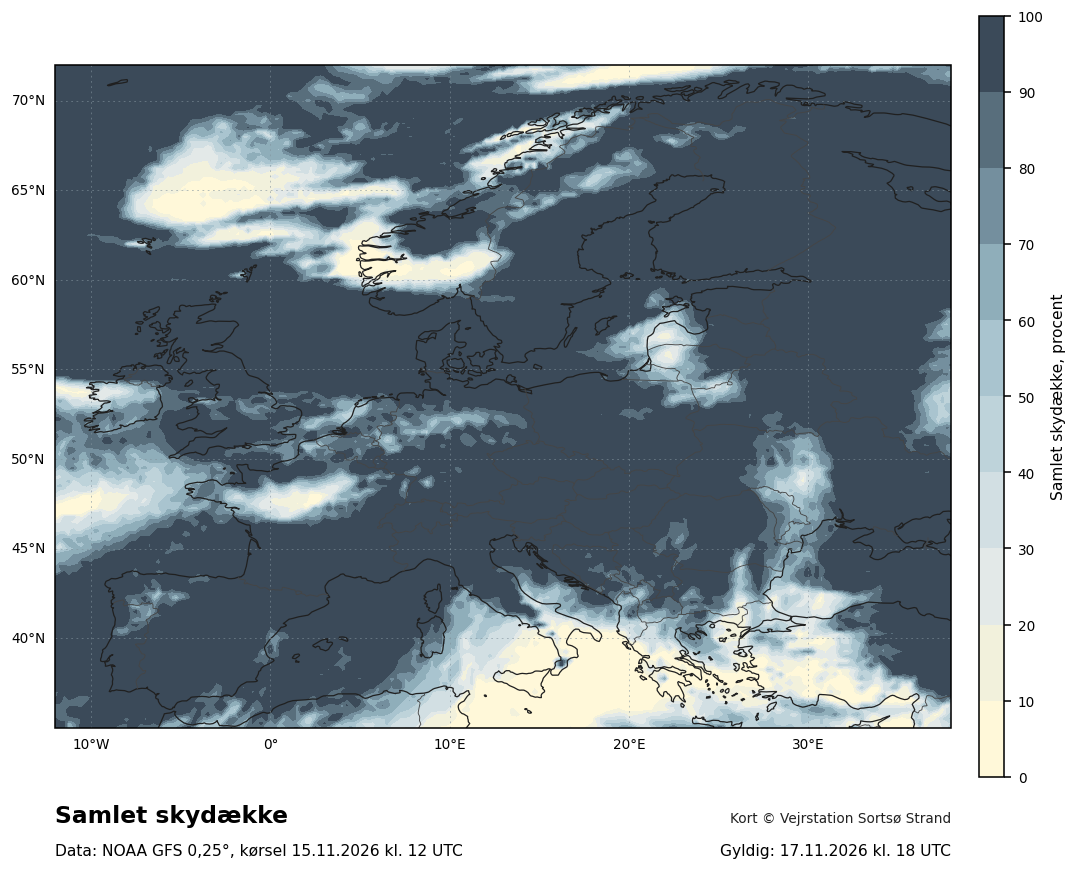 70°N
65°N
60°N
55°N
50°N
45°N
40°N
10°W
0°
10°E
20°E
30°E
100
90
80
70
60
50
40
30
20
10
0
Samlet skydække, procent
Samlet skydække
Kort © Vejrstation Sortsø Strand
Data: NOAA GFS 0,25°, kørsel 15.11.2026 kl. 12 UTC
Gyldig: 17.11.2026 kl. 18 UTC